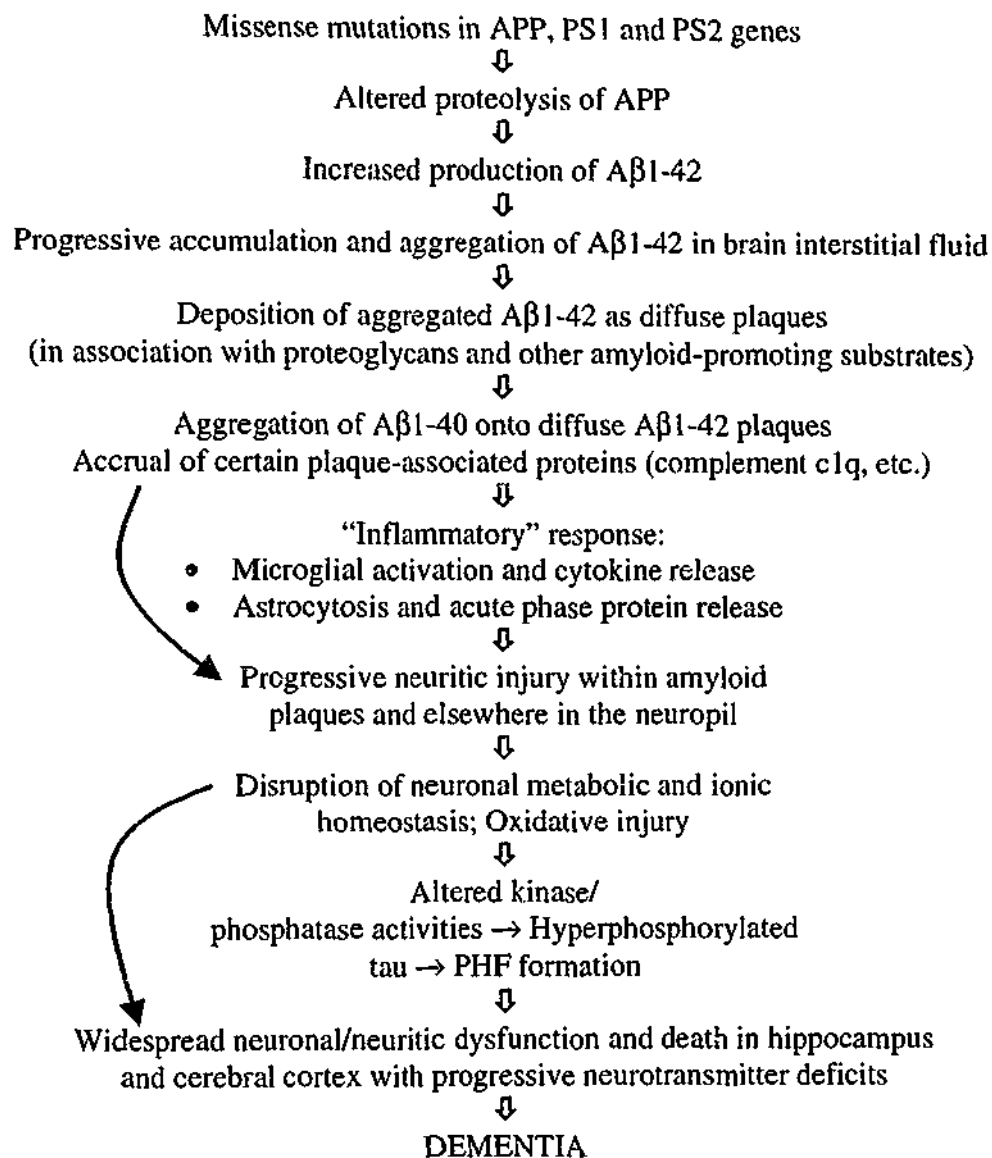 Missense mutations in APP, PS1 and PS2 genes
⇩
Altered proteolysis of APP
⇩
Increased production of Aβ1-42
⇩
Progressive accumulation and aggregation of Aβ1-42 in brain interstitial fluid
⇩
Deposition of aggregated Aβ1-42 as diffuse plaques
(in association with proteoglycans and other amyloid-promoting substrates)
⇩
Aggregation of Aβ1-40 onto diffuse Aβ1-42 plaques
Accrual of certain plaque-associated proteins (complement c1q, etc.)
⇩
“Inflammatory” response:
• Microglial activation and cytokine release
• Astrocytosis and acute phase protein release
⇩
Progressive neuritic injury within amyloid
plaques and elsewhere in the neuropil
⇩
Disruption of neuronal metabolic and ionic
homeostasis; Oxidative injury
⇩
Altered kinase/
phosphatase activities → Hyperphosphorylated
tau → PHF formation
⇩
Widespread neuronal/neuritic dysfunction and death in hippocampus
and cerebral cortex with progressive neurotransmitter deficits
⇩
DEMENTIA